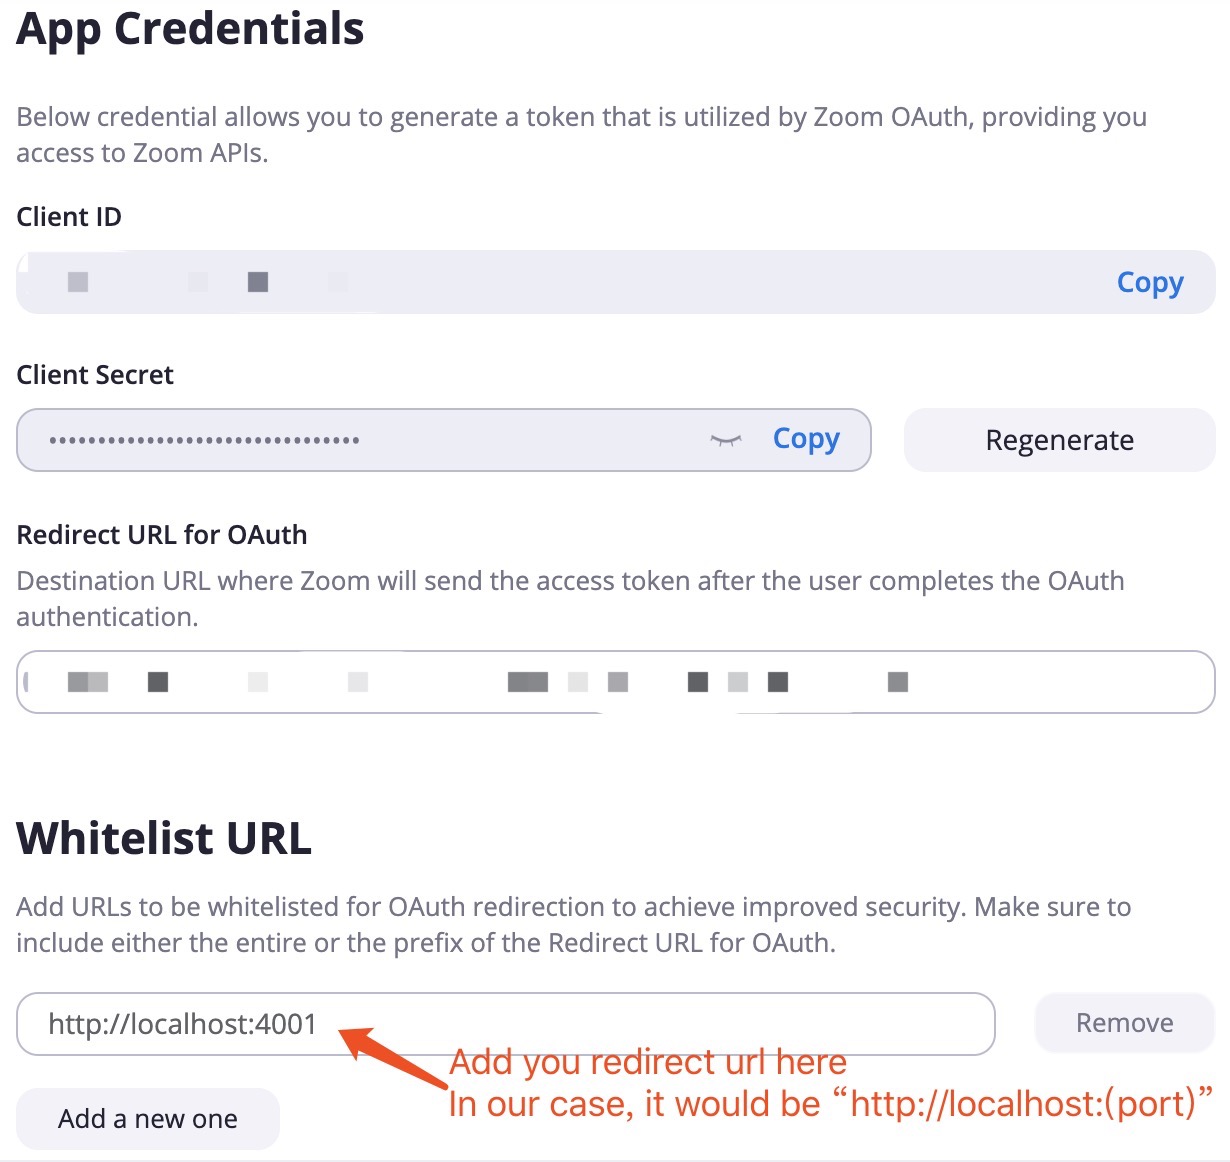 App Credentials
Below credential allows you to generate a token that is utilized by Zoom OAuth, providing you
access to Zoom APIs.
Client ID
Copy
Client Secret
••••••••••••••••••••••••••••••••
Copy
Regenerate
Redirect URL for OAuth
Destination URL where Zoom will send the access token after the user completes the OAuth
authentication.
Whitelist URL
Add URLs to be whitelisted for OAuth redirection to achieve improved security. Make sure to
include either the entire or the prefix of the Redirect URL for OAuth.
http://localhost:4001
Remove
Add you redirect url here
In our case, it would be “http://localhost:(port)”
Add a new one